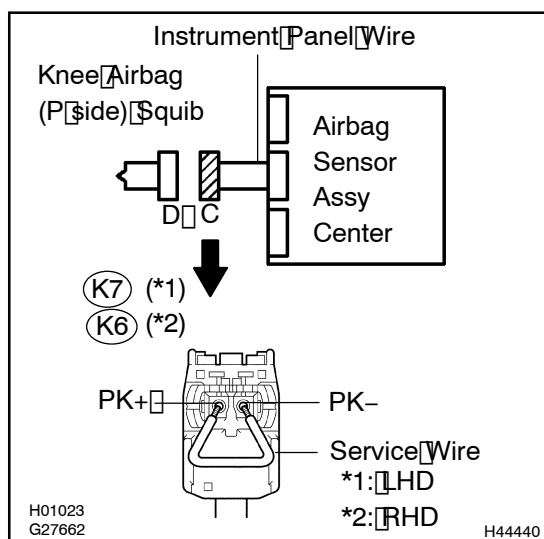 Instrument Panel Wire
Knee Airbag
(P side) Squib
Airbag
Sensor
Assy
Center
D C
K7 (*1)
K6 (*2)
PK+
PK–
Service Wire
*1: LHD
*2: RHD
H01023
G27662
H44440